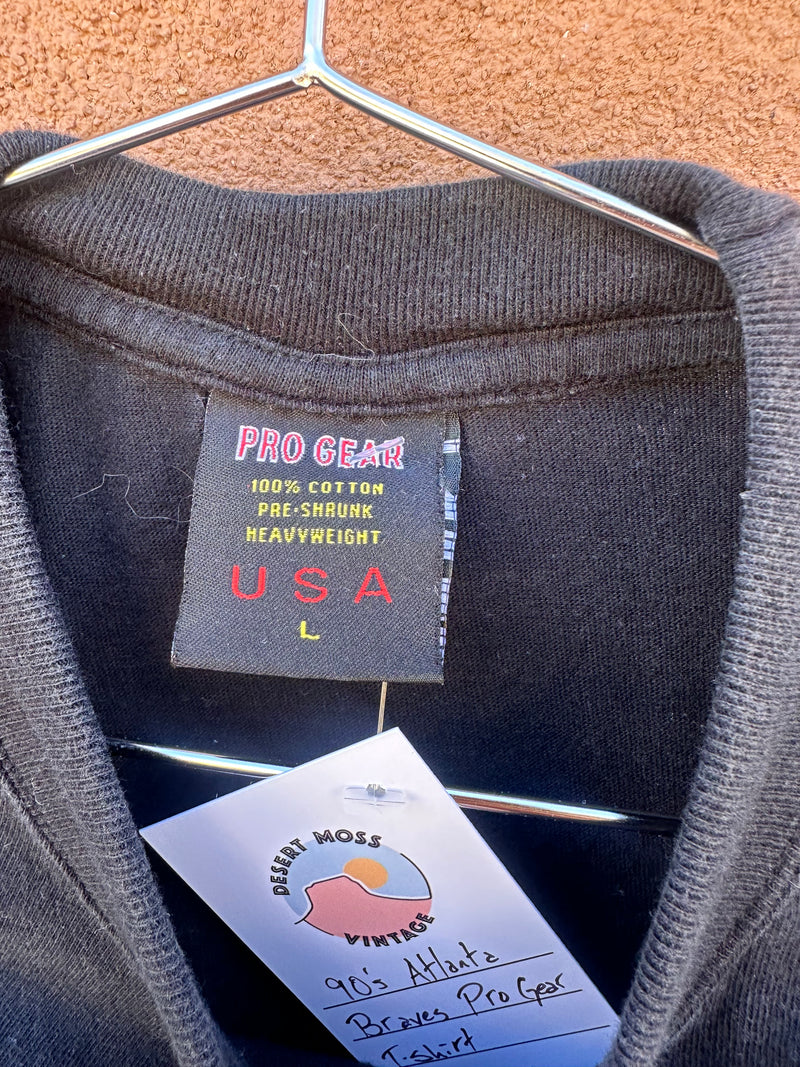 PRO GEAR
100% COTTON
PRE-SHRUNK
HEAVYWEIGHT
USA
L
DESERT MOSS
VINTAGE
90's Atlanta
Braves Pro Gear
T-shirt